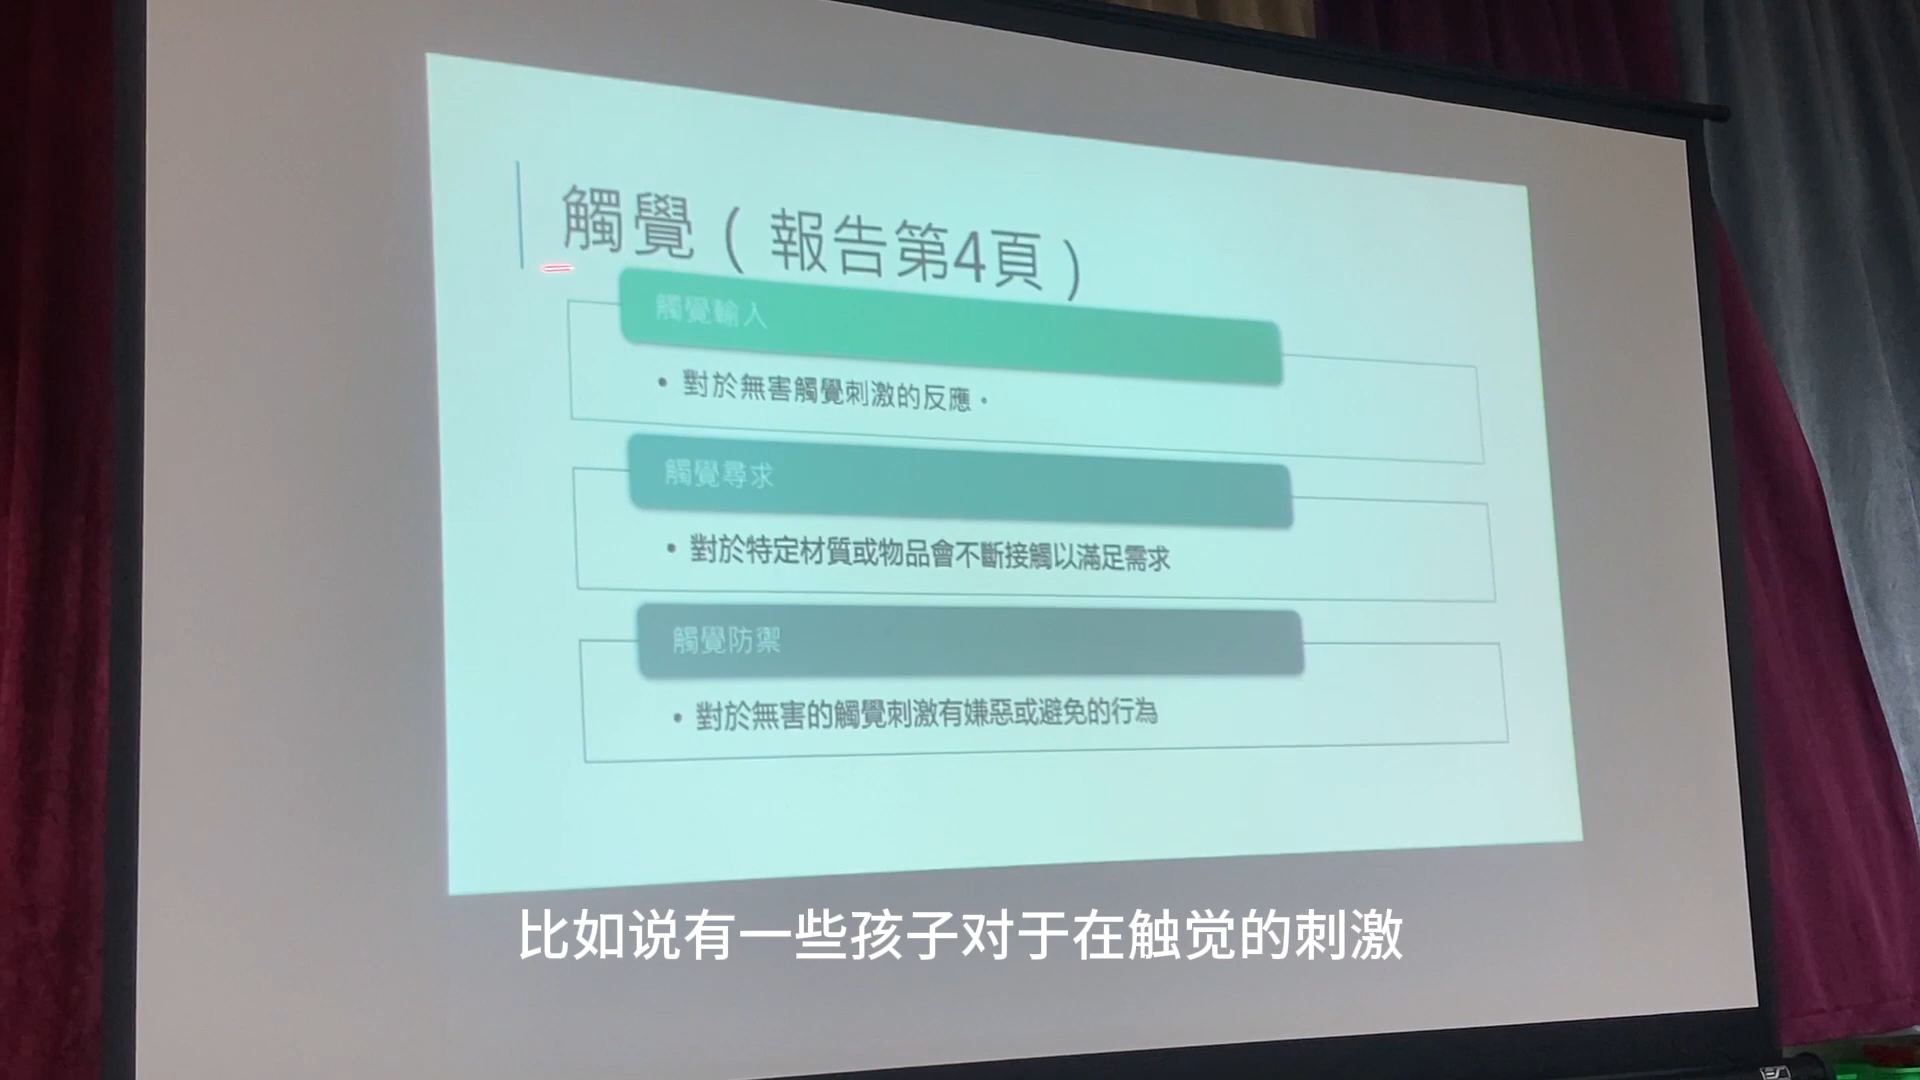 觸覺（報告第4頁）
觸覺輸入
• 對於無害觸覺刺激的反應。
觸覺尋求
• 對於特定材質或物品會不斷接觸以滿足需求
觸覺防禦
• 對於無害的觸覺刺激有嫌惡或避免的行為
比如说有一些孩子对于在触觉的刺激